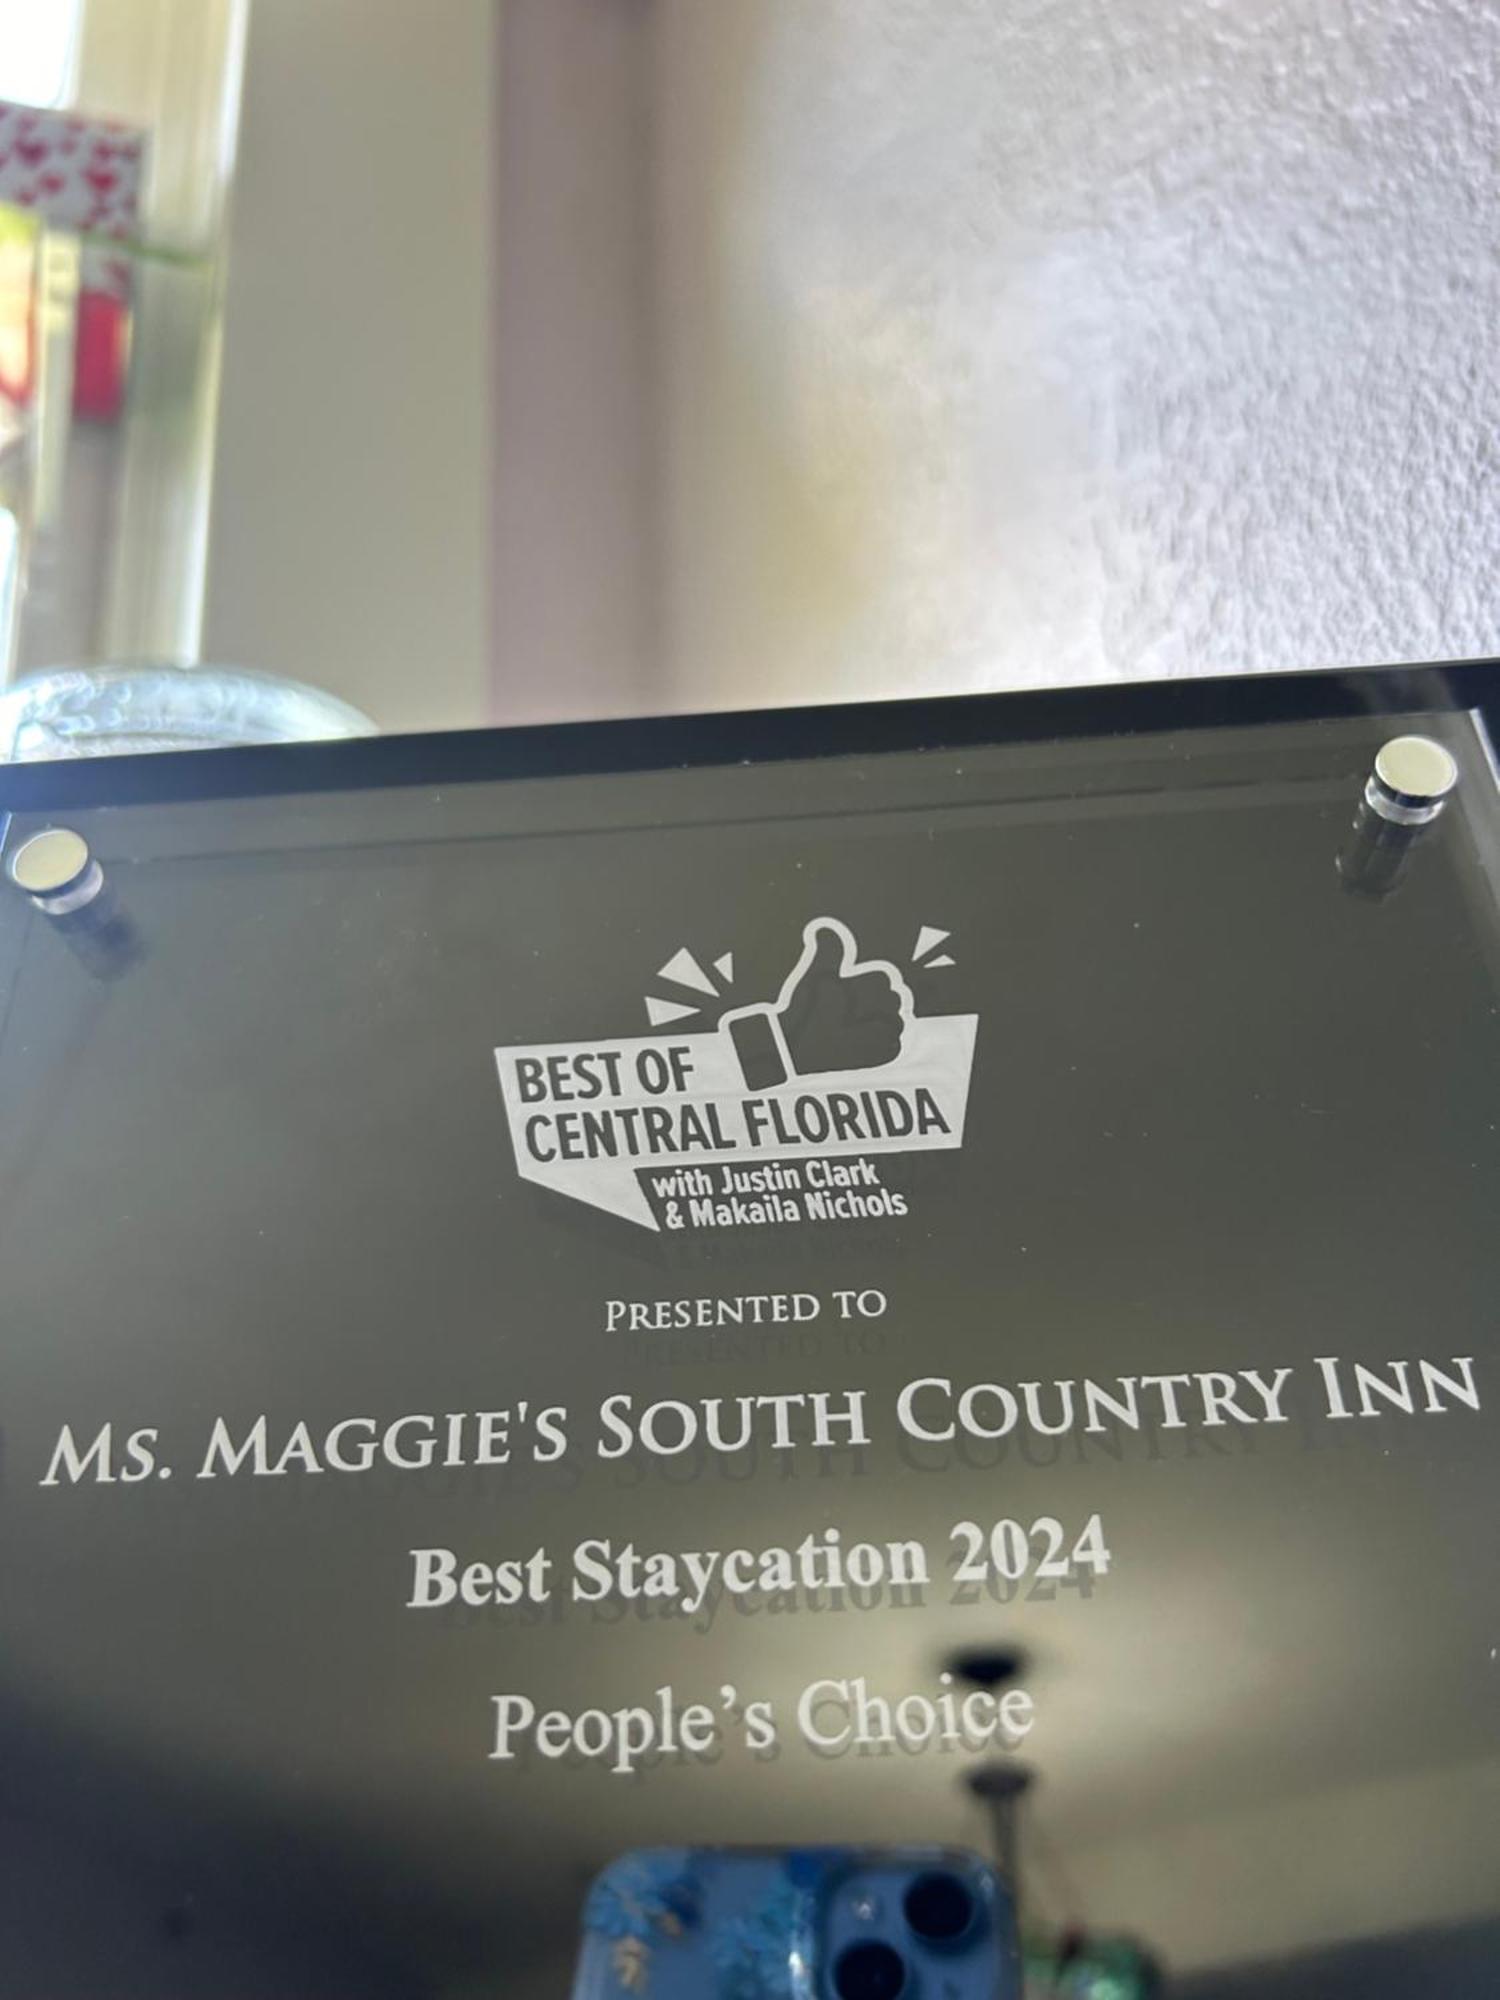 BEST OF
CENTRAL FLORIDA
with Justin Clark
& Makaila Nichols
PRESENTED TO
MS. MAGGIE'S SOUTH COUNTRY INN
Best Staycation 2024
People’s Choice